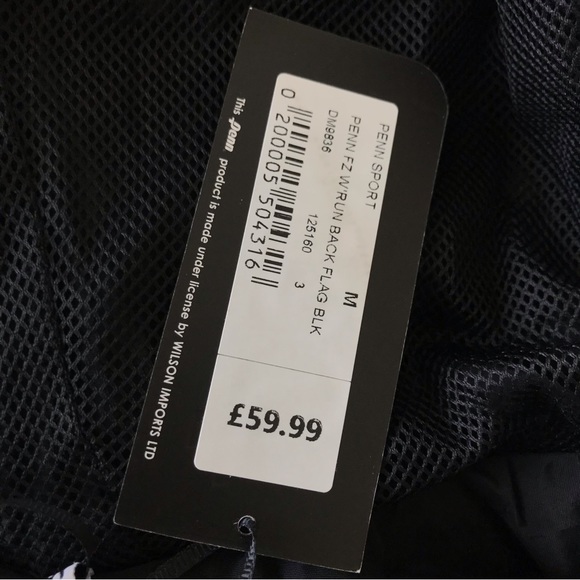 PENN SPORT
M
PENN FZ W'RUN BACK FLAG BLK
DM9836 125160 3
0 200005 504316
£59.99
This Penn product is made under license by WILSON IMPORTS LTD